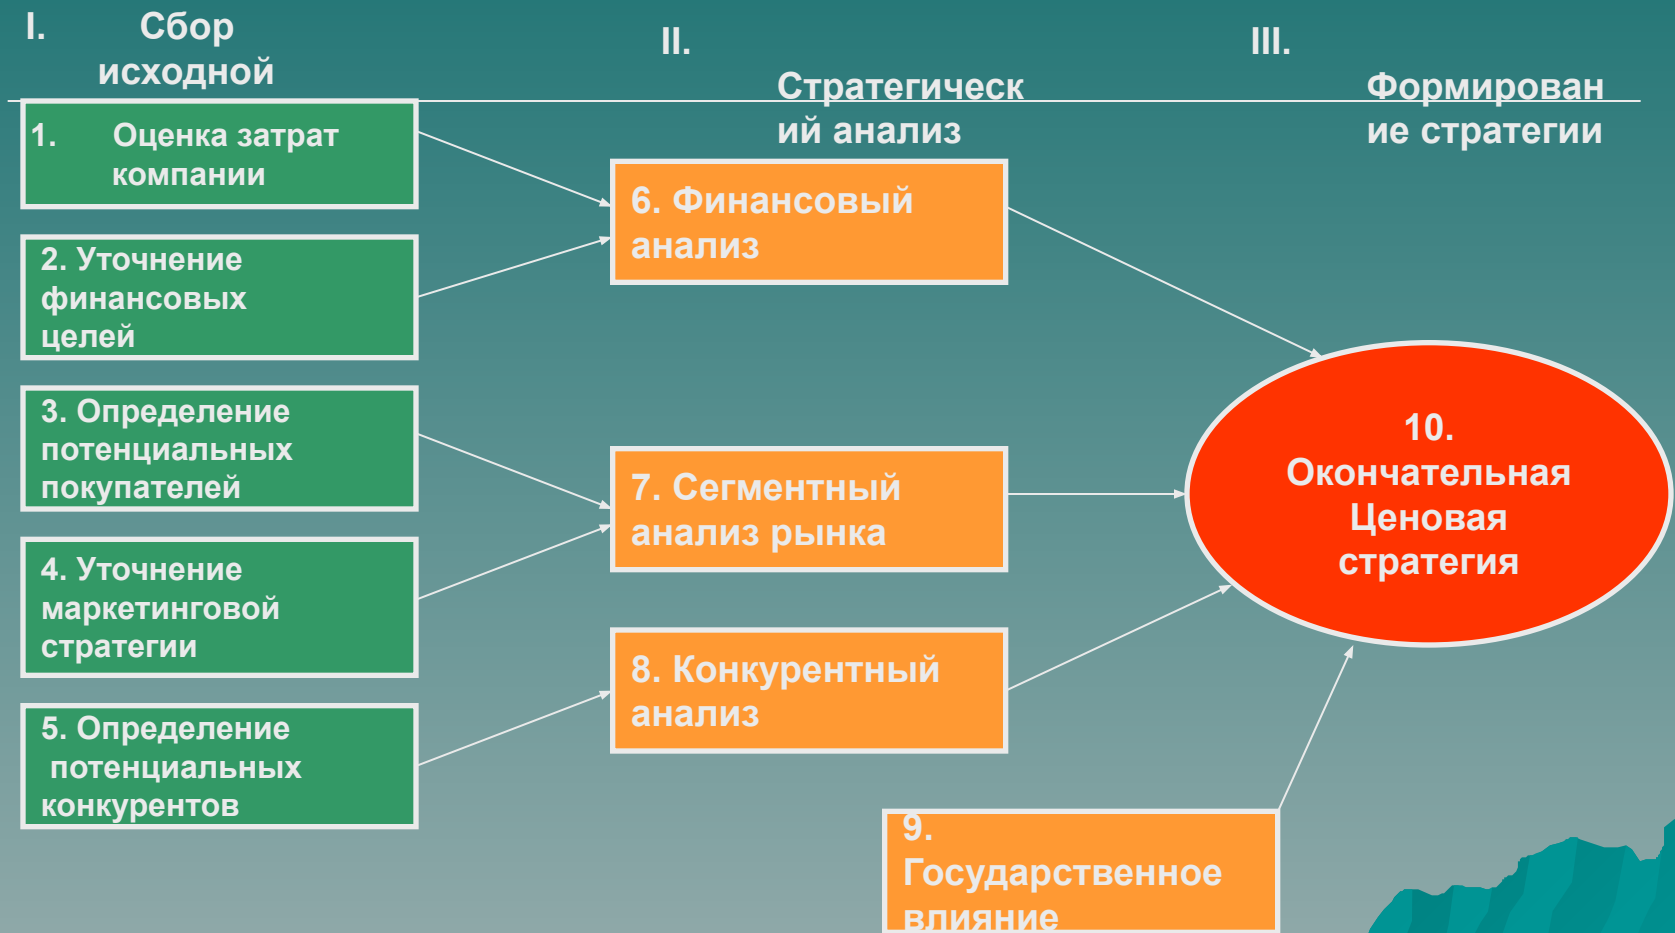 I. Сбор
исходной
II.
Стратегическ
ий анализ
III.
Формирован
ие стратегии
1. Оценка затрат
компании
2. Уточнение
финансовых
целей
3. Определение
потенциальных
покупателей
4. Уточнение
маркетинговой
стратегии
5. Определение
потенциальных
конкурентов
6. Финансовый
анализ
7. Сегментный
анализ рынка
8. Конкурентный
анализ
9.
Государственное
влияние
10.
Окончательная
Ценовая
стратегия